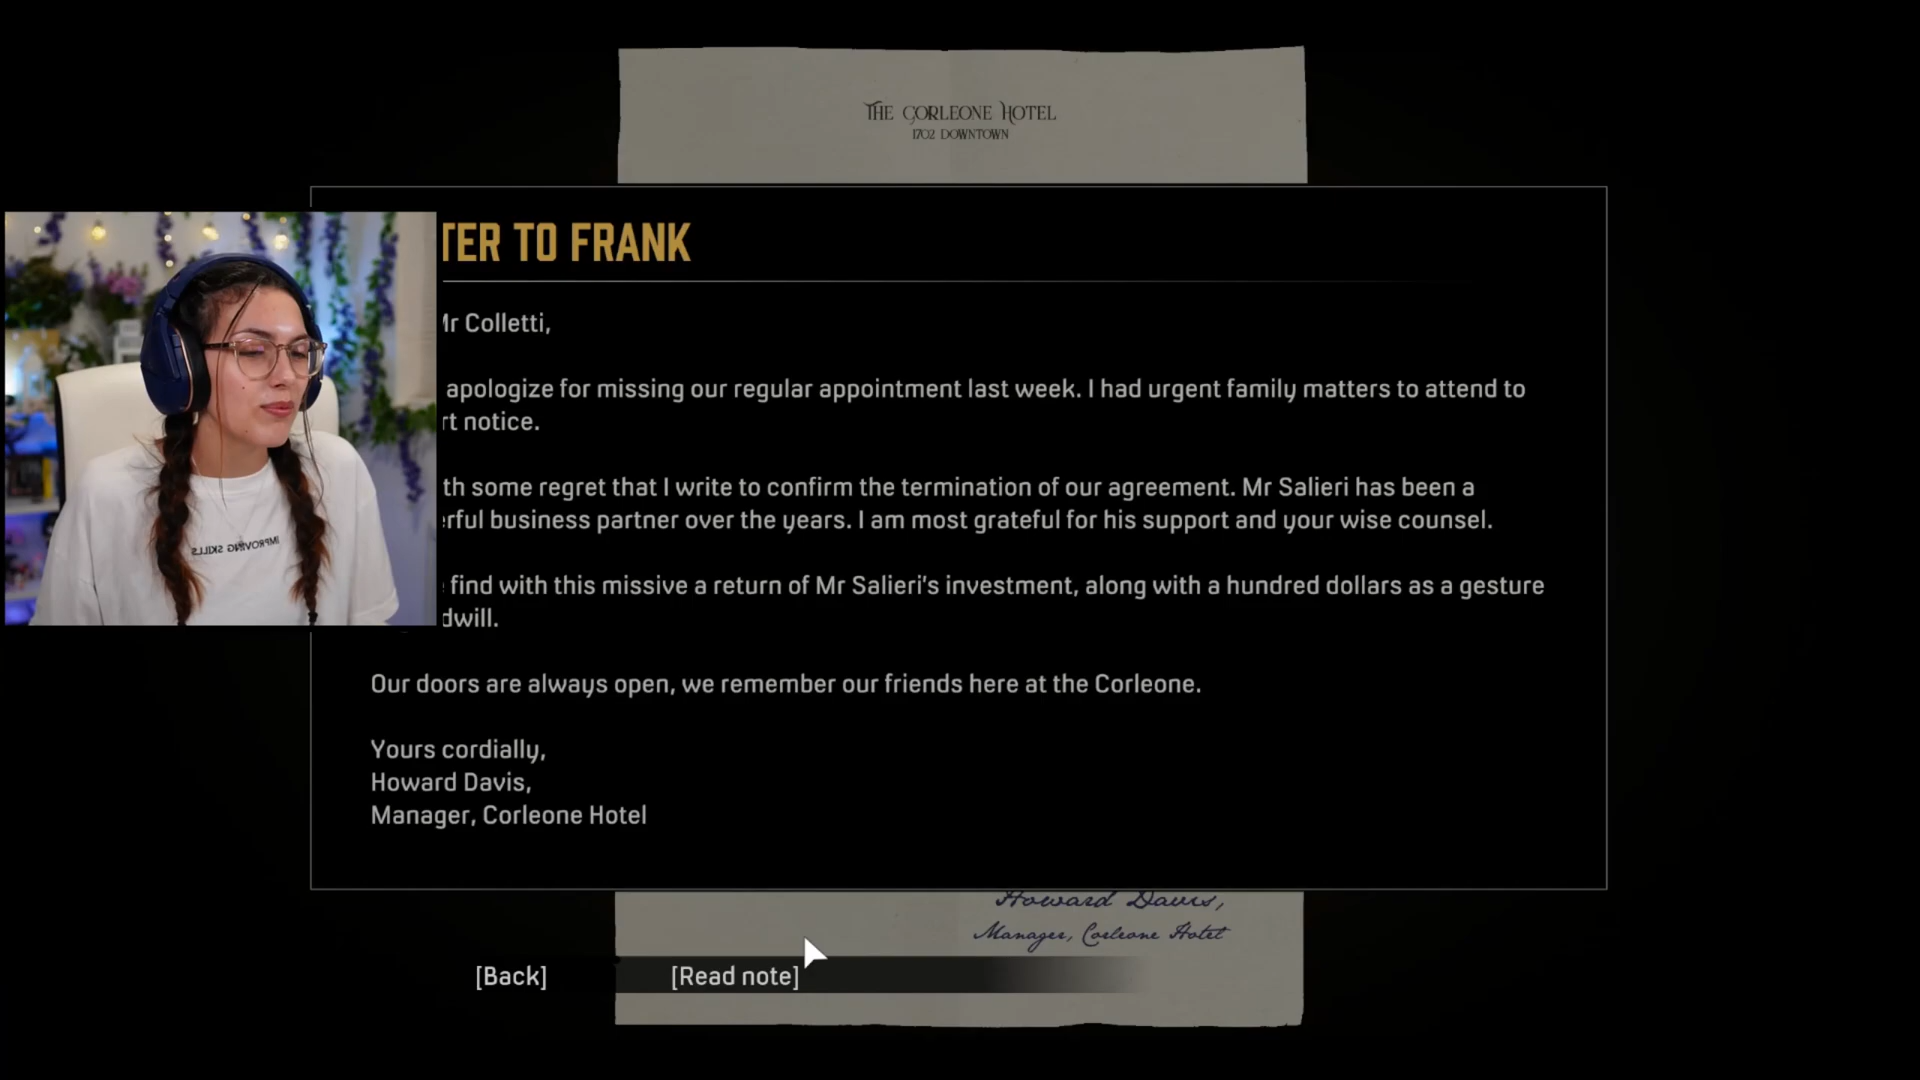 THE CORLEONE HOTEL
1702 DOWNTOWN
TER TO FRANK
Mr Colletti,
apologize for missing our regular appointment last week. I had urgent family matters to attend to
rt notice.
th some regret that I write to confirm the termination of our agreement. Mr Salieri has been a
erful business partner over the years. I am most grateful for his support and your wise counsel.
find with this missive a return of Mr Salieri's investment, along with a hundred dollars as a gesture
dwill.
Our doors are always open, we remember our friends here at the Corleone.
Yours cordially,
Howard Davis,
Manager, Corleone Hotel
IMPROVING SKILLS
Howard Davis,
Manager, Corleone Hotel
[Back] [Read note]